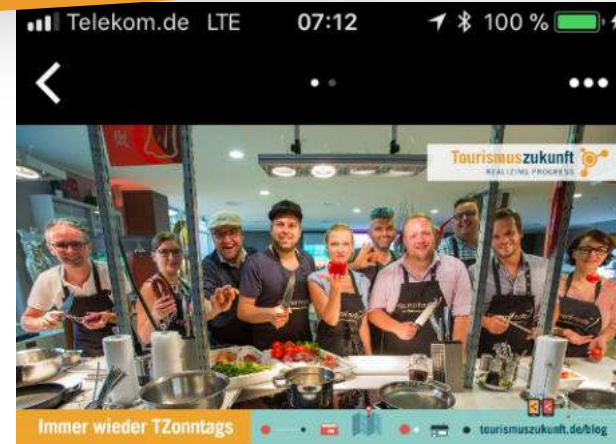 Telekom.de LTE 07:12 100 %
Tourismuszukunft
REALIZING PROGRESS
Immer wieder TZonntags
tourismuszukunft.de/blog